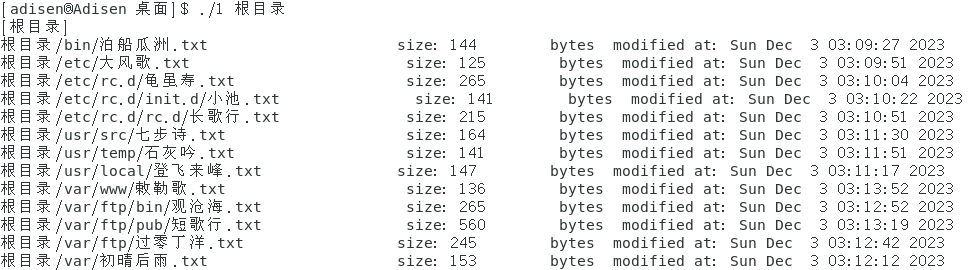 [adisen@Adisen 桌面]$ ./1 根目录
[根目录]
根目录/bin/泊船瓜洲.txt size: 144 bytes modified at: Sun Dec 3 03:09:27 2023
根目录/etc/大风歌.txt size: 125 bytes modified at: Sun Dec 3 03:09:51 2023
根目录/etc/rc.d/龟虽寿.txt size: 265 bytes modified at: Sun Dec 3 03:10:04 2023
根目录/etc/rc.d/init.d/小池.txt size: 141 bytes modified at: Sun Dec 3 03:10:22 2023
根目录/etc/rc.d/rc.d/长歌行.txt size: 215 bytes modified at: Sun Dec 3 03:10:51 2023
根目录/usr/src/七步诗.txt size: 164 bytes modified at: Sun Dec 3 03:11:30 2023
根目录/usr/temp/石灰吟.txt size: 141 bytes modified at: Sun Dec 3 03:11:51 2023
根目录/usr/local/登飞来峰.txt size: 147 bytes modified at: Sun Dec 3 03:11:17 2023
根目录/var/www/敕勒歌.txt size: 136 bytes modified at: Sun Dec 3 03:13:52 2023
根目录/var/ftp/bin/观沧海.txt size: 265 bytes modified at: Sun Dec 3 03:12:52 2023
根目录/var/ftp/pub/短歌行.txt size: 560 bytes modified at: Sun Dec 3 03:13:19 2023
根目录/var/ftp/过零丁洋.txt size: 245 bytes modified at: Sun Dec 3 03:12:42 2023
根目录/var/初晴后雨.txt size: 153 bytes modified at: Sun Dec 3 03:12:12 2023